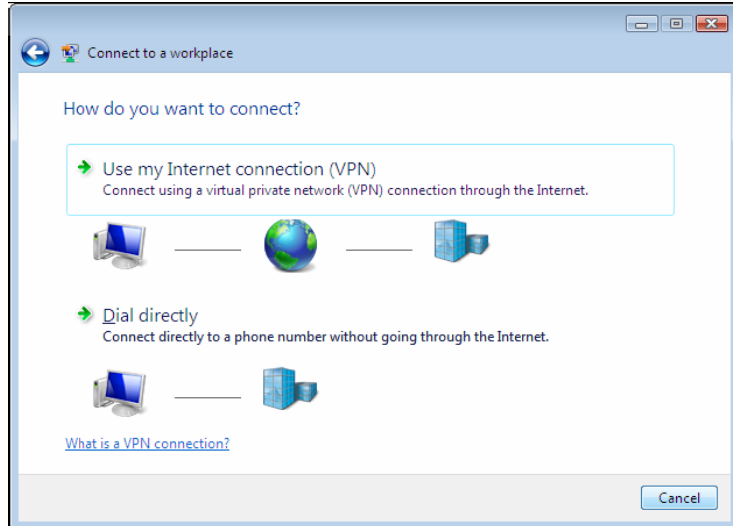 Connect to a workplace
How do you want to connect?
Use my Internet connection (VPN)
Connect using a virtual private network (VPN) connection through the Internet.
Dial directly
Connect directly to a phone number without going through the Internet.
What is a VPN connection?
Cancel